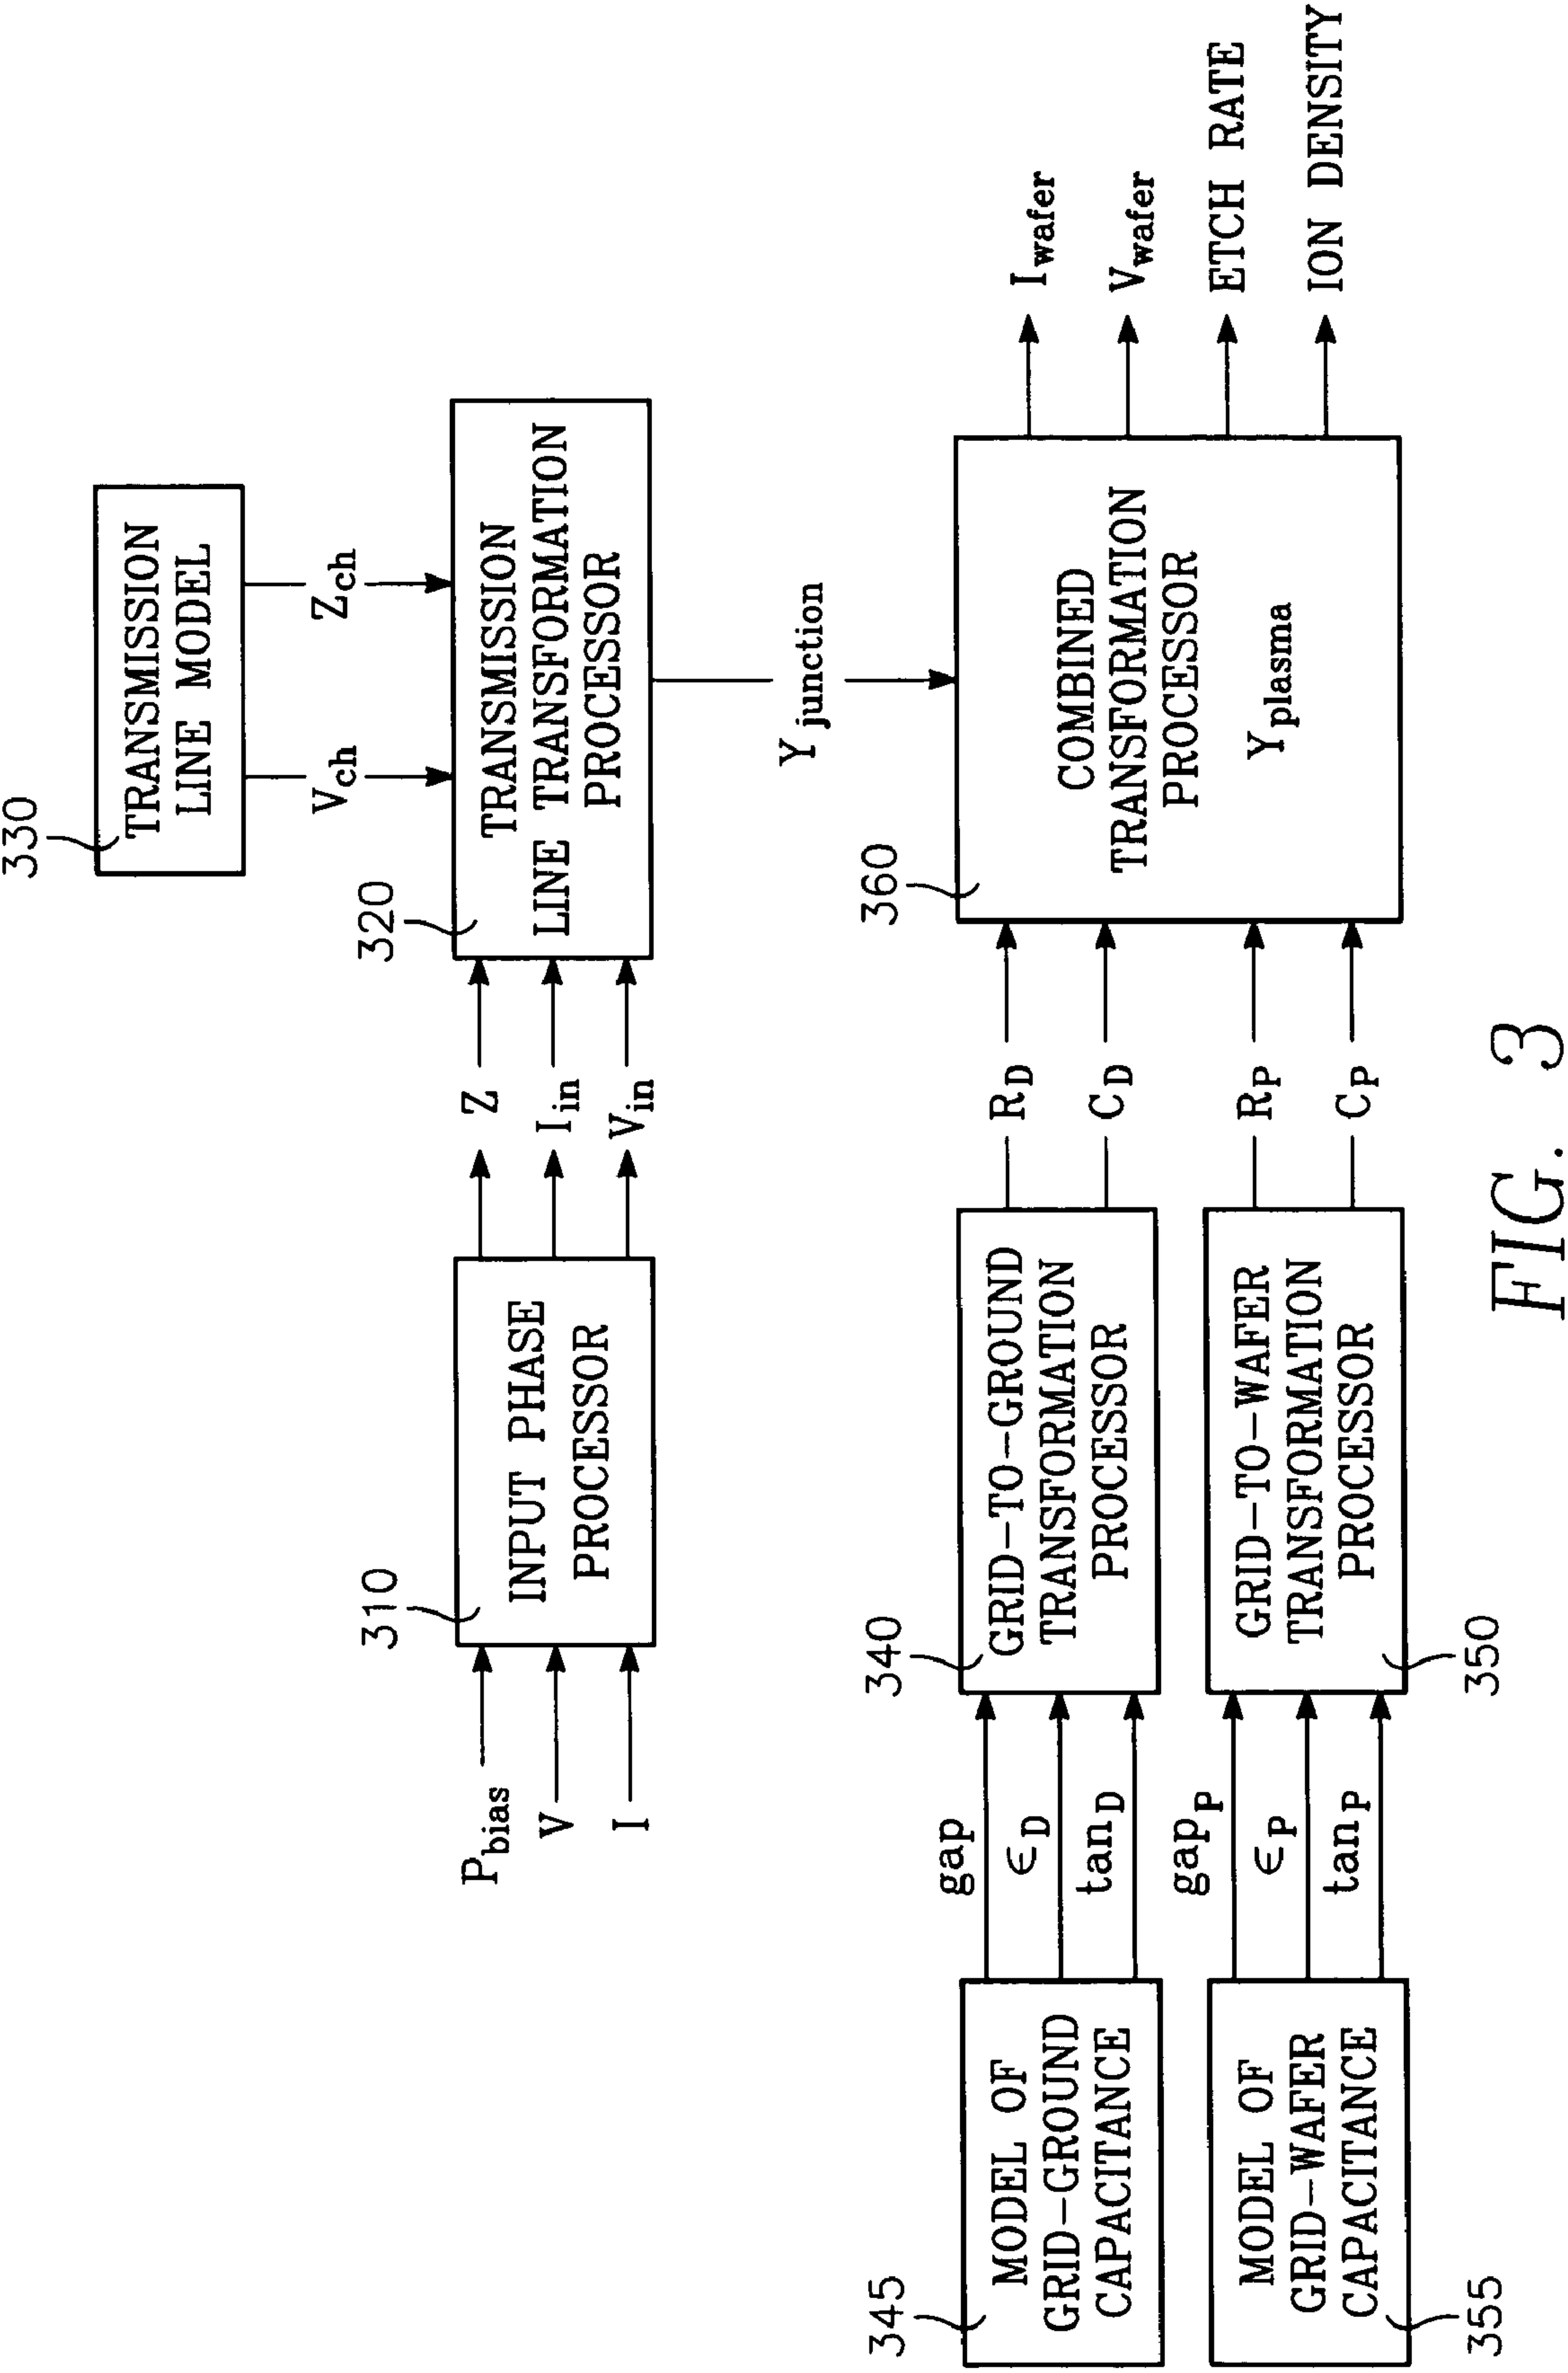 330
TRANSMISSION
LINE MODEL
V_ch
Z_ch
320
TRANSMISSION
LINE TRANSFORMATION
PROCESSOR
310
INPUT PHASE
PROCESSOR
P_bias
V
I
Z
I_in
V_in
Y_junction
360
COMBINED
TRANSFORMATION
PROCESSOR
Y_plasma
I_wafer
V_wafer
ETCH RATE
ION DENSITY
345
MODEL OF
GRID-GROUND
CAPACITANCE
gap
ϵ_D
tan_D
340
GRID-TO-GROUND
TRANSFORMATION
PROCESSOR
R_D
C_D
MODEL OF
GRID-WAFER
CAPACITANCE
355
gap_P
ϵ_P
tan_P
GRID-TO-WAFER
TRANSFORMATION
PROCESSOR
350
R_P
C_P
FIG. 3